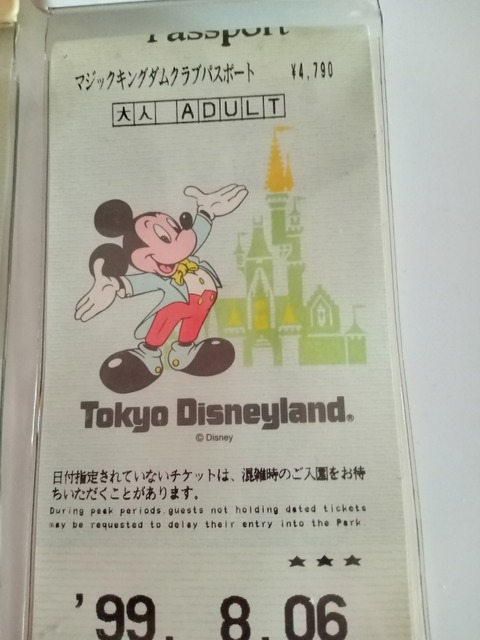 Passport
マジックキングダムクラブパスポート ¥4,790
大人 ADULT
Tokyo Disneyland®
© Disney
日付指定されていないチケットは、混雑時のご入園をお待
ちいただくことがあります。
During peak periods,guests not holding dated tickets
may be requested to delay their entry into the Park.
★★★
'99. 8.06